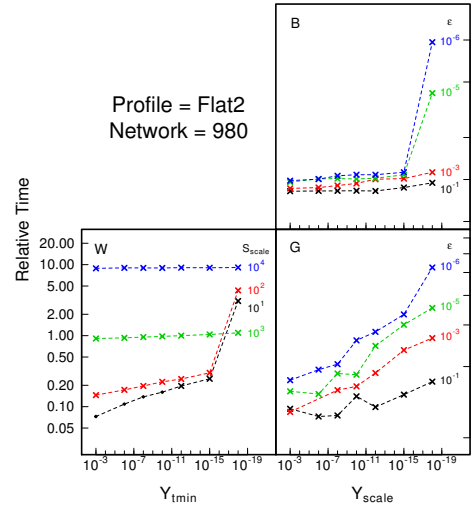 B
ε
10⁻⁶
10⁻⁵
10⁻³
10⁻¹
Profile = Flat2
Network = 980
Relative Time
W
S_scale
20.00
10.00
5.00
2.00
1.00
0.50
0.20
0.10
0.05
10⁴
10²
10¹
10³
10⁻³ 10⁻⁷ 10⁻¹¹ 10⁻¹⁵ 10⁻¹⁹
Y_tmin
G
ε
10⁻⁶
10⁻⁵
10⁻³
10⁻¹
10⁻³ 10⁻⁷ 10⁻¹¹ 10⁻¹⁵ 10⁻¹⁹
Y_scale